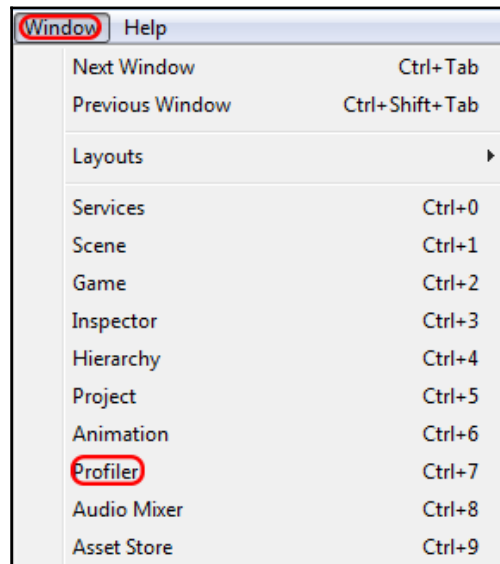 Window Help
Next Window Ctrl+Tab
Previous Window Ctrl+Shift+Tab
Layouts
Services Ctrl+0
Scene Ctrl+1
Game Ctrl+2
Inspector Ctrl+3
Hierarchy Ctrl+4
Project Ctrl+5
Animation Ctrl+6
Profiler Ctrl+7
Audio Mixer Ctrl+8
Asset Store Ctrl+9